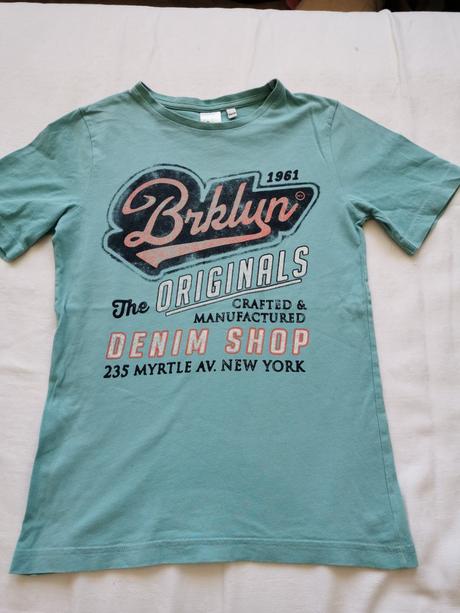 1961
Brklyn
The ORIGINALS
CRAFTED &
MANUFACTURED
DENIM SHOP
235 MYRTLE AV. NEW YORK